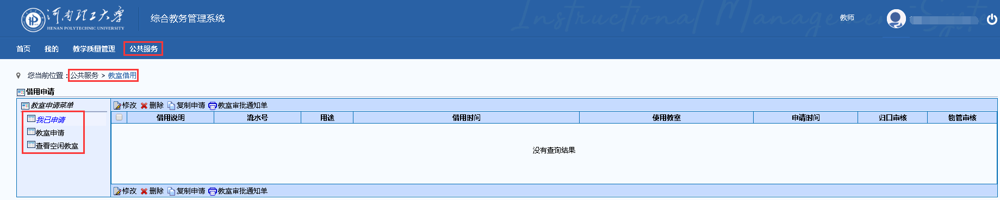 河南理工大学
HENAN POLYTECHNIC UNIVERSITY
综合教务管理系统
Instructional Management System
教师
首页 我的 教学质量管理 公共服务
您当前位置：公共服务 > 教室借用
借用申请
教室申请菜单
我已申请
教室申请
查看空闲教室
修改 删除 复制申请 教室审批通知单
借用说明 流水号 用途 借用时间 使用教室 申请时间 归口审核 物管审核
没有查询结果
修改 删除 复制申请 教室审批通知单